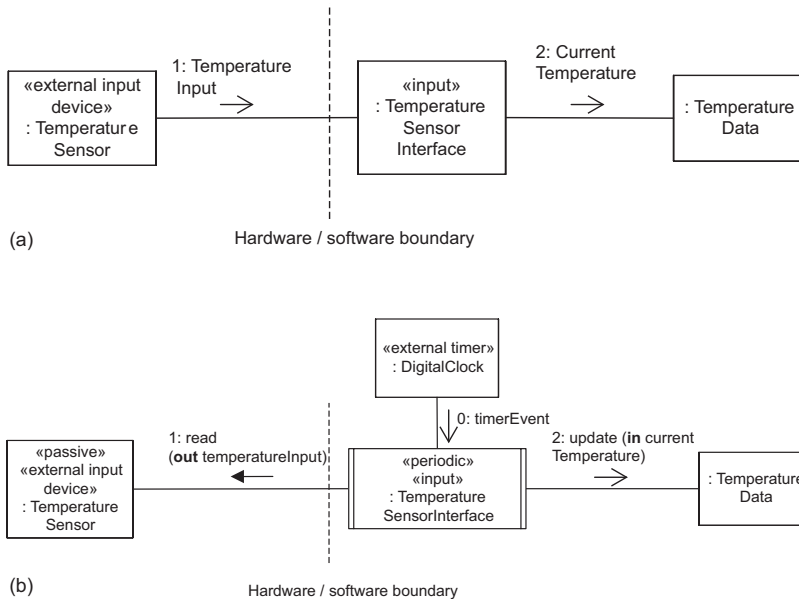 1: Temperature
Input
2: Current
Temperature
«external input
device»
: Temperature
Sensor
«input»
: Temperature
Sensor
Interface
: Temperature
Data
(a)
Hardware / software boundary
«external timer»
: DigitalClock
0: timerEvent
1: read
(out temperatureInput)
2: update (in current
Temperature)
«passive»
«external input
device»
: Temperature
Sensor
«periodic»
«input»
: Temperature
SensorInterface
: Temperature
Data
(b)
Hardware / software boundary